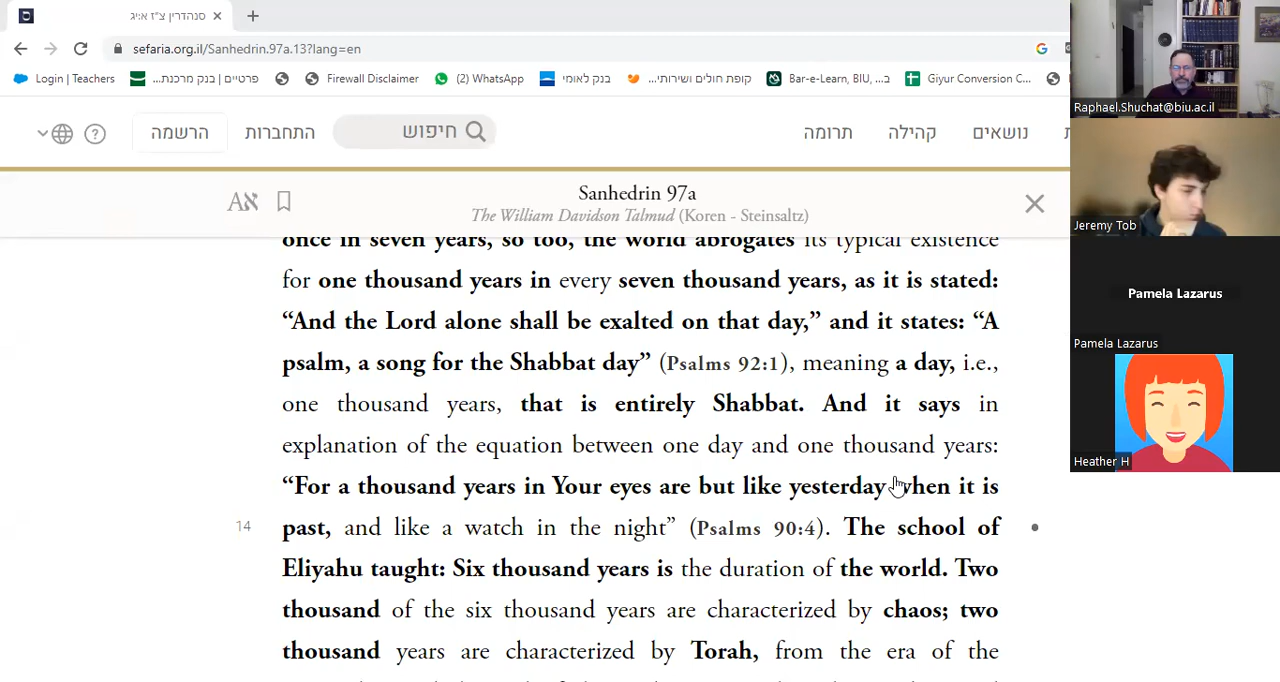 סנהדרין צ״ז א:יג
sefaria.org.il/Sanhedrin.97a.13?lang=en
Login | Teachers
פרטיים | בנק מרכנת...
Firewall Disclaimer
(2) WhatsApp
בנק לאומי
קופת חולים ושירותי...
Bar-e-Learn, BIU, ... ב...
Giyur Conversion C...
הרשמה
התחברות
חיפוש
תרומה
קהילה
נושאים
Sanhedrin 97a
The William Davidson Talmud (Koren - Steinsaltz)
once in seven years, so too, the world abrogates its typical existence
for one thousand years in every seven thousand years, as it is stated:
“And the Lord alone shall be exalted on that day,” and it states: “A
psalm, a song for the Shabbat day” (Psalms 92:1), meaning a day, i.e.,
one thousand years, that is entirely Shabbat. And it says in
explanation of the equation between one day and one thousand years:
“For a thousand years in Your eyes are but like yesterday when it is
14 past, and like a watch in the night” (Psalms 90:4). The school of
Eliyahu taught: Six thousand years is the duration of the world. Two
thousand of the six thousand years are characterized by chaos; two
thousand years are characterized by Torah, from the era of the
Raphael.Shuchat@biu.ac.il
Jeremy Tob
Pamela Lazarus
Pamela Lazarus
Heather H